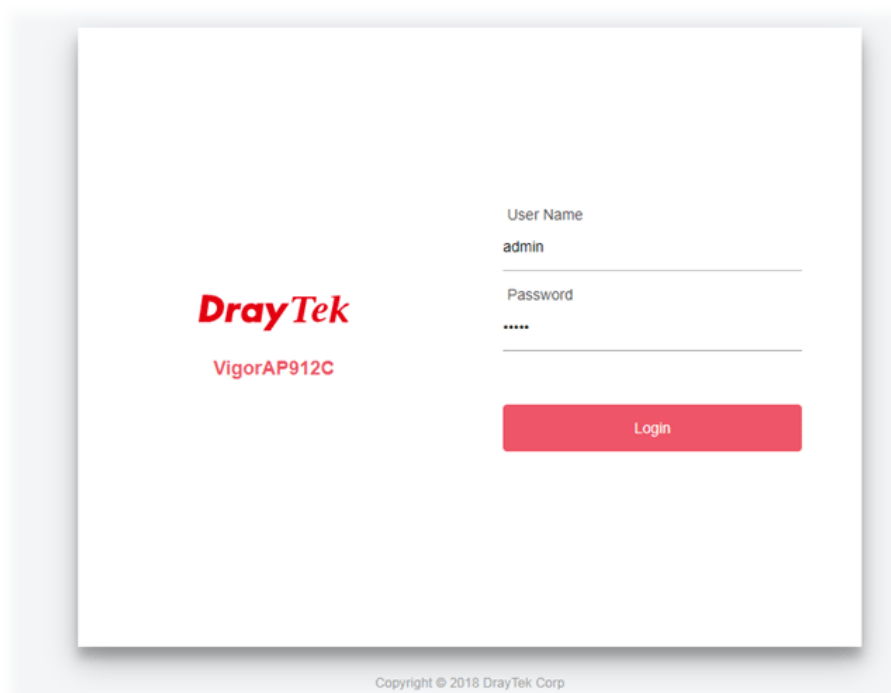 DrayTek
VigorAP912C
User Name
admin
Password
•••••
Login
Copyright © 2018 DrayTek Corp